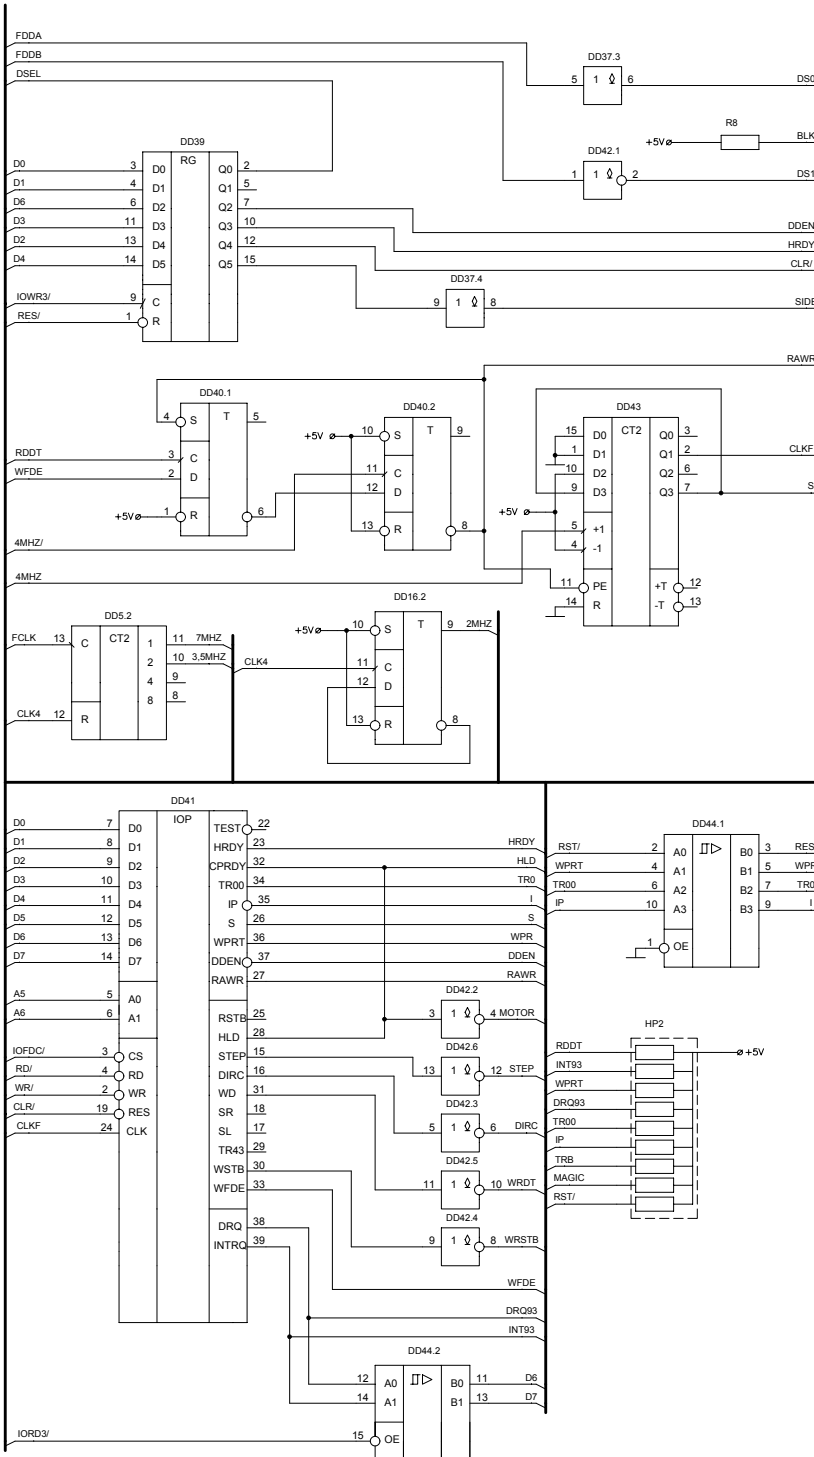 FDDA
FDDB
DSEL
DD37.3
5 1 6 DS0
R8
+5V BLK
DD42.1
1 1 2 DS1
DD39
RG
D0 3 D0 Q0 2
D1 4 D1 Q1 5
D6 6 D2 Q2 7
D3 11 D3 Q3 10
D2 13 D4 Q4 12
D4 14 D5 Q5 15
IOWR3/ 9 C
RES/ 1 R
DDEN
HRDY
CLR/
DD37.4
9 1 8 SIDE
RAWR
DD40.1
4 S T 5
RDDT 3 C
WFDE 2 D
+5V 1 R 6
DD40.2
+5V 10 S T 9
11 C
12 D
13 R 8
DD43
CT2
15 D0 Q0 3
1 D1 Q1 2 CLKF
10 D2 Q2 6
9 D3 Q3 7 S
+5V
5 +1
4 -1
11 PE +T 12
14 R -T 13
4MHZ/
4MHZ
DD5.2
FCLK 13 C CT2 1 11 7MHZ
2 10 3,5MHZ
4 9
8 8
CLK4 12 R
DD16.2
+5V 10 S T 9 2MHZ
CLK4 11 C
12 D
13 R 8
DD41
IOP
D0 7 D0 TEST 22
D1 8 D1 HRDY 23 HRDY
D2 9 D2 CPRDY 32 HLD
D3 10 D3 TR00 34 TR0
D4 11 D4 IP 35 I
D5 12 D5 S 26 S
D6 13 D6 WPRT 36 WPR
D7 14 D7 DDEN 37 DDEN
RAWR 27 RAWR
A5 5 A0 RSTB 25
A6 6 A1 HLD 28
IOFDC/ 3 CS STEP 15
RD/ 4 RD DIRC 16
WR/ 2 WR WD 31
CLR/ 19 RES SR 18
CLKF 24 CLK SL 17
TR43 29
WSTB 30
WFDE 33
DRQ 38
INTRQ 39
DD42.2
3 1 4 MOTOR
DD42.6
13 1 12 STEP
DD42.3
5 1 6 DIRC
DD42.5
11 1 10 WRDT
DD42.4
9 1 8 WRSTB
WFDE
DRQ93
INT93
DD44.2
12 A0 B0 11 D6
14 A1 B1 13 D7
IORD3/ 15 OE
DD44.1
RST/ 2 A0 B0 3 RES
WPRT 4 A1 B1 5 WPR
TR00 6 A2 B2 7 TR0
IP 10 A3 B3 9 I
1 OE
HP2
RDDT +5V
INT93
WPRT
DRQ93
TR00
IP
TRB
MAGIC
RST/